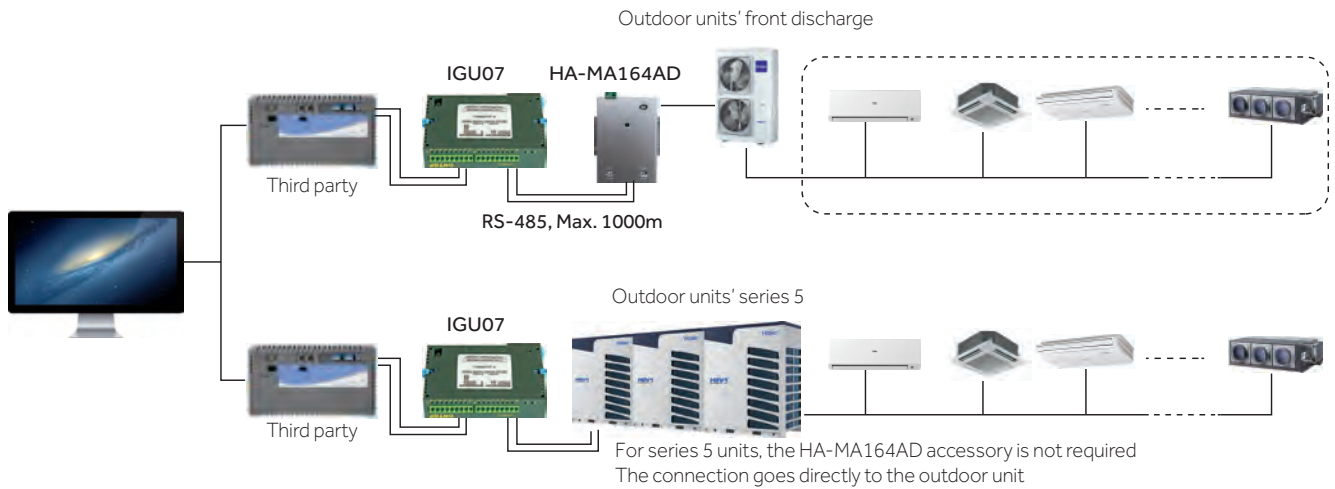 Outdoor units' front discharge
IGU07
HA-MA164AD
Third party
RS-485, Max. 1000m
Outdoor units' series 5
IGU07
Third party
For series 5 units, the HA-MA164AD accessory is not required
The connection goes directly to the outdoor unit